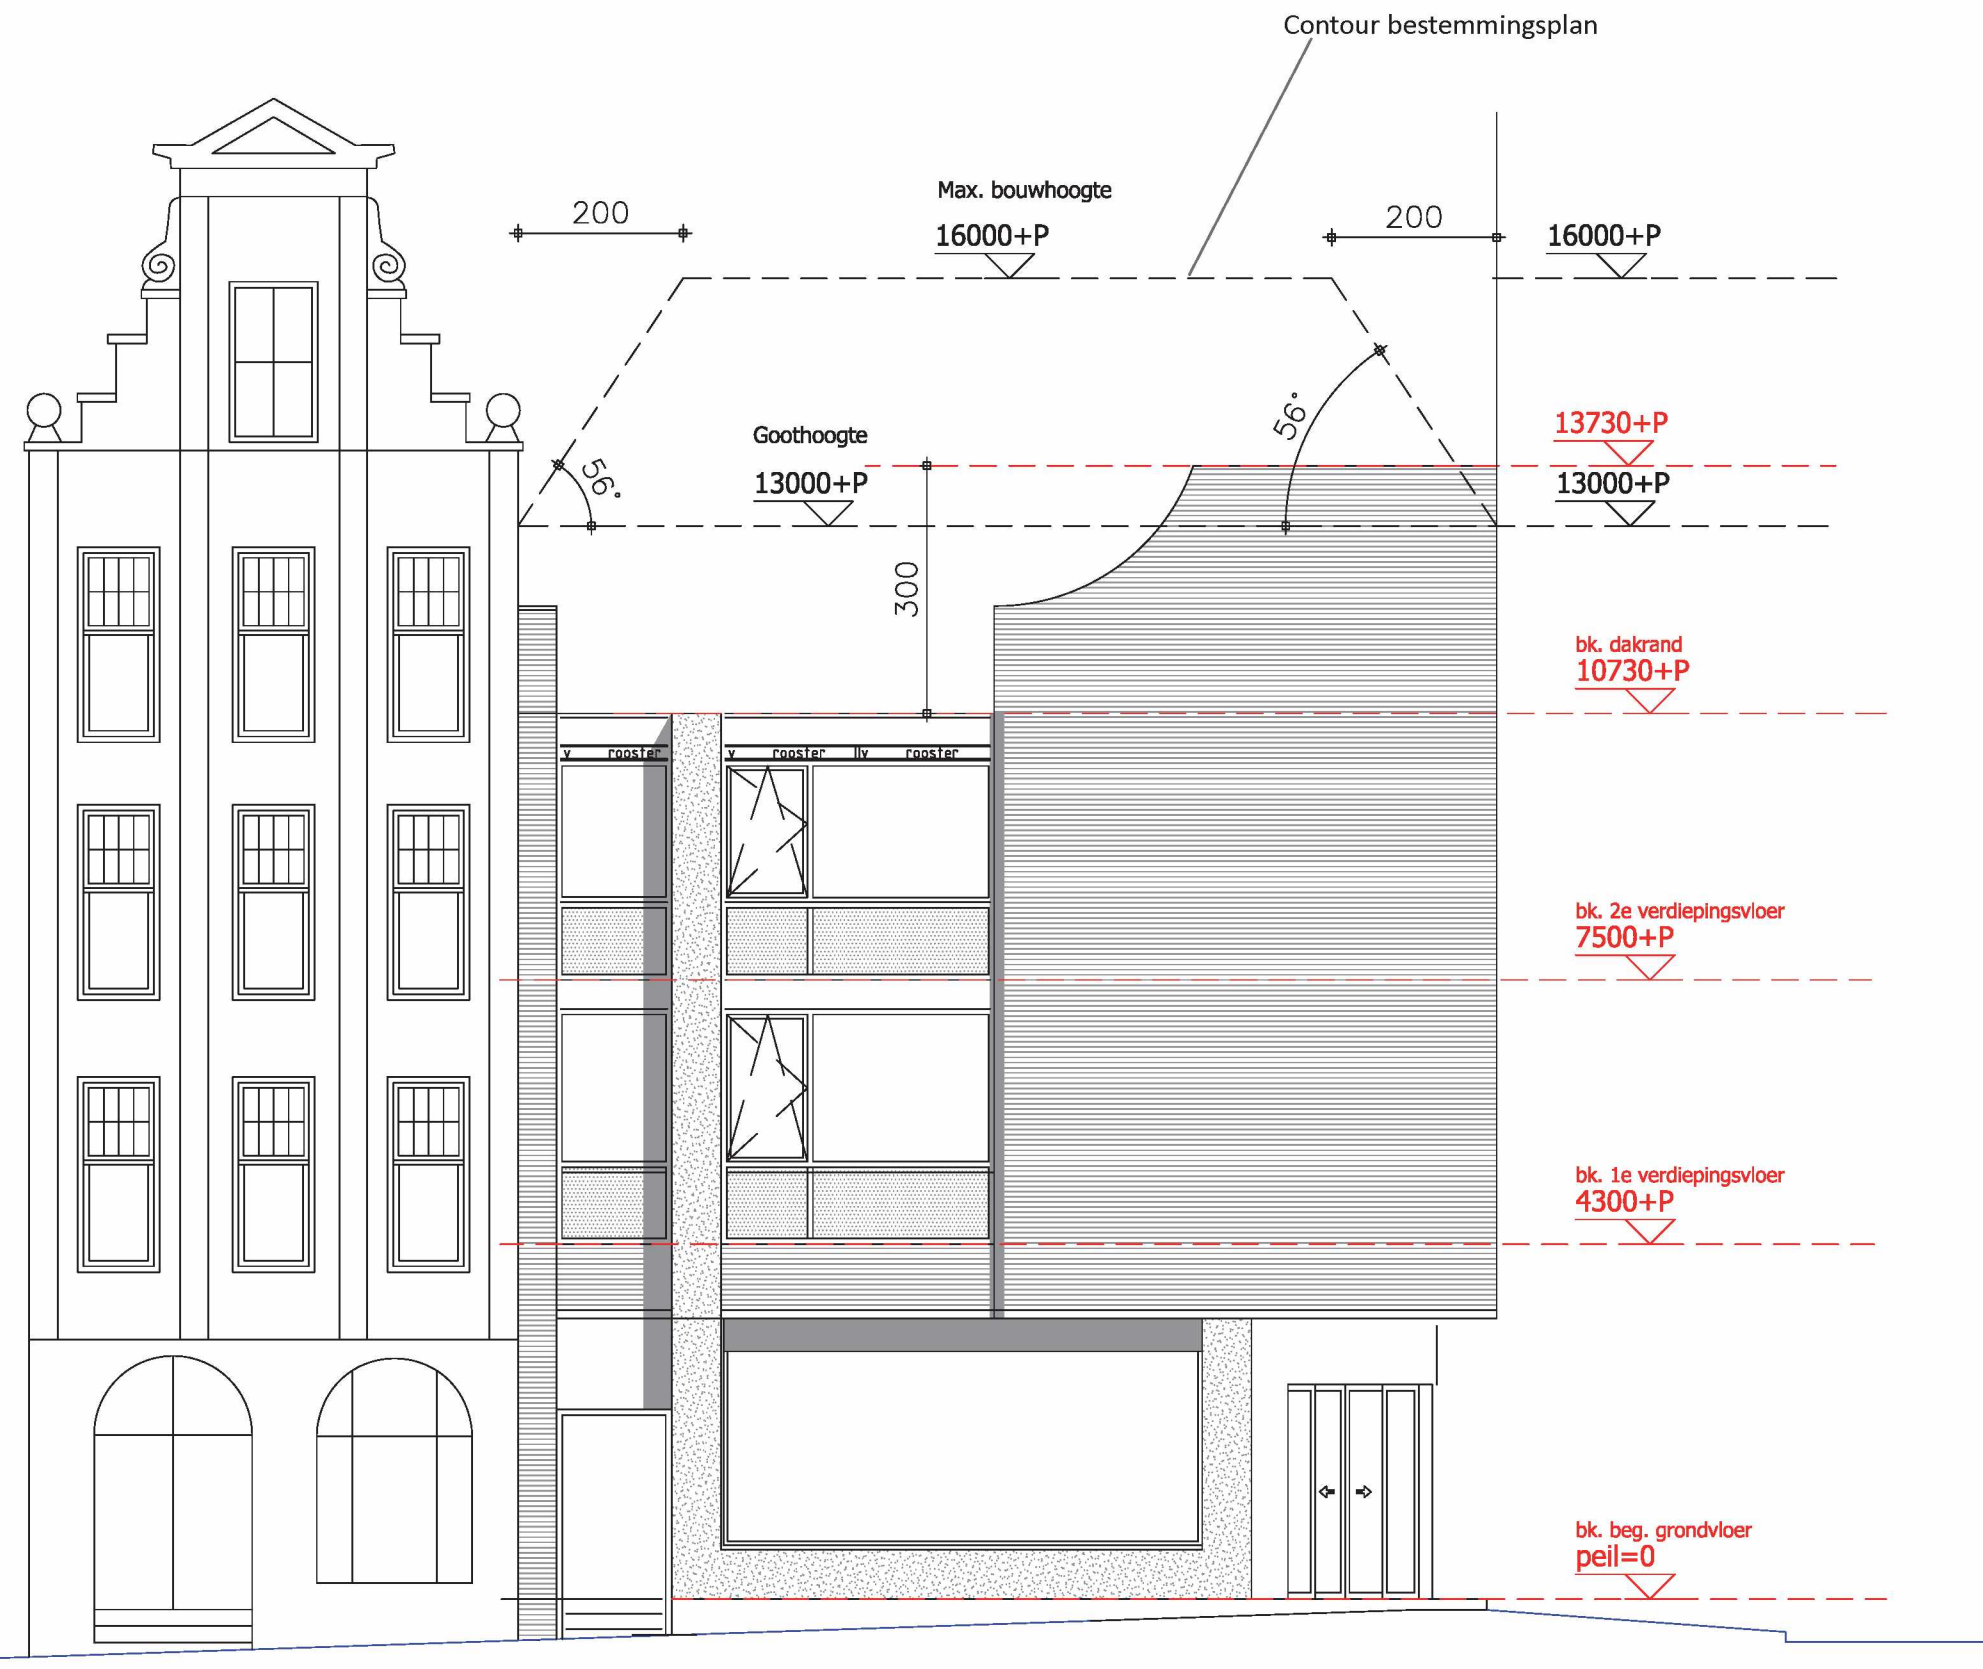 Contour bestemmingsplan
Max. bouwhoogte
200
16000+P
200
16000+P
56°
13730+P
Goothoogte
13000+P
56°
13000+P
300
bk. dakrand
10730+P
v rooster
v rooster llv rooster
bk. 2e verdiepingsvloer
7500+P
bk. 1e verdiepingsvloer
4300+P
bk. beg. grondvloer
peil=0